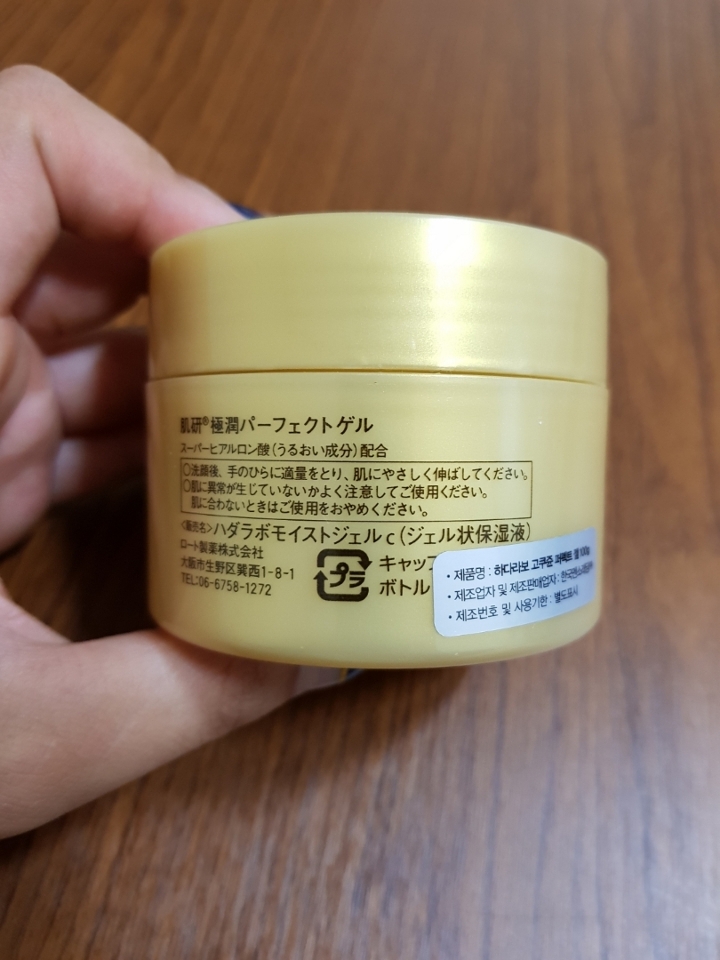 肌研®極潤パーフェクトゲル
スーパーヒアルロン酸(うるおい成分)配合
○洗顔後、手のひらに適量をとり、肌にやさしく伸ばしてください。
○肌に異常が生じていないかよく注意してご使用ください。
肌に合わないときはご使用をおやめください。
<販売名>ハダラボモイストジェルc(ジェル状保湿液)
ロート製薬株式会社
大阪市生野区巽西1-8-1
TEL:06-6758-1272
プラ
キャップ
ボトル
・제품명 : 하다라보 고쿠쥰 퍼펙트 겔 100g
・제조업자 및 제조판매업자 :
・제조번호 및 사용기한 : 별도표시